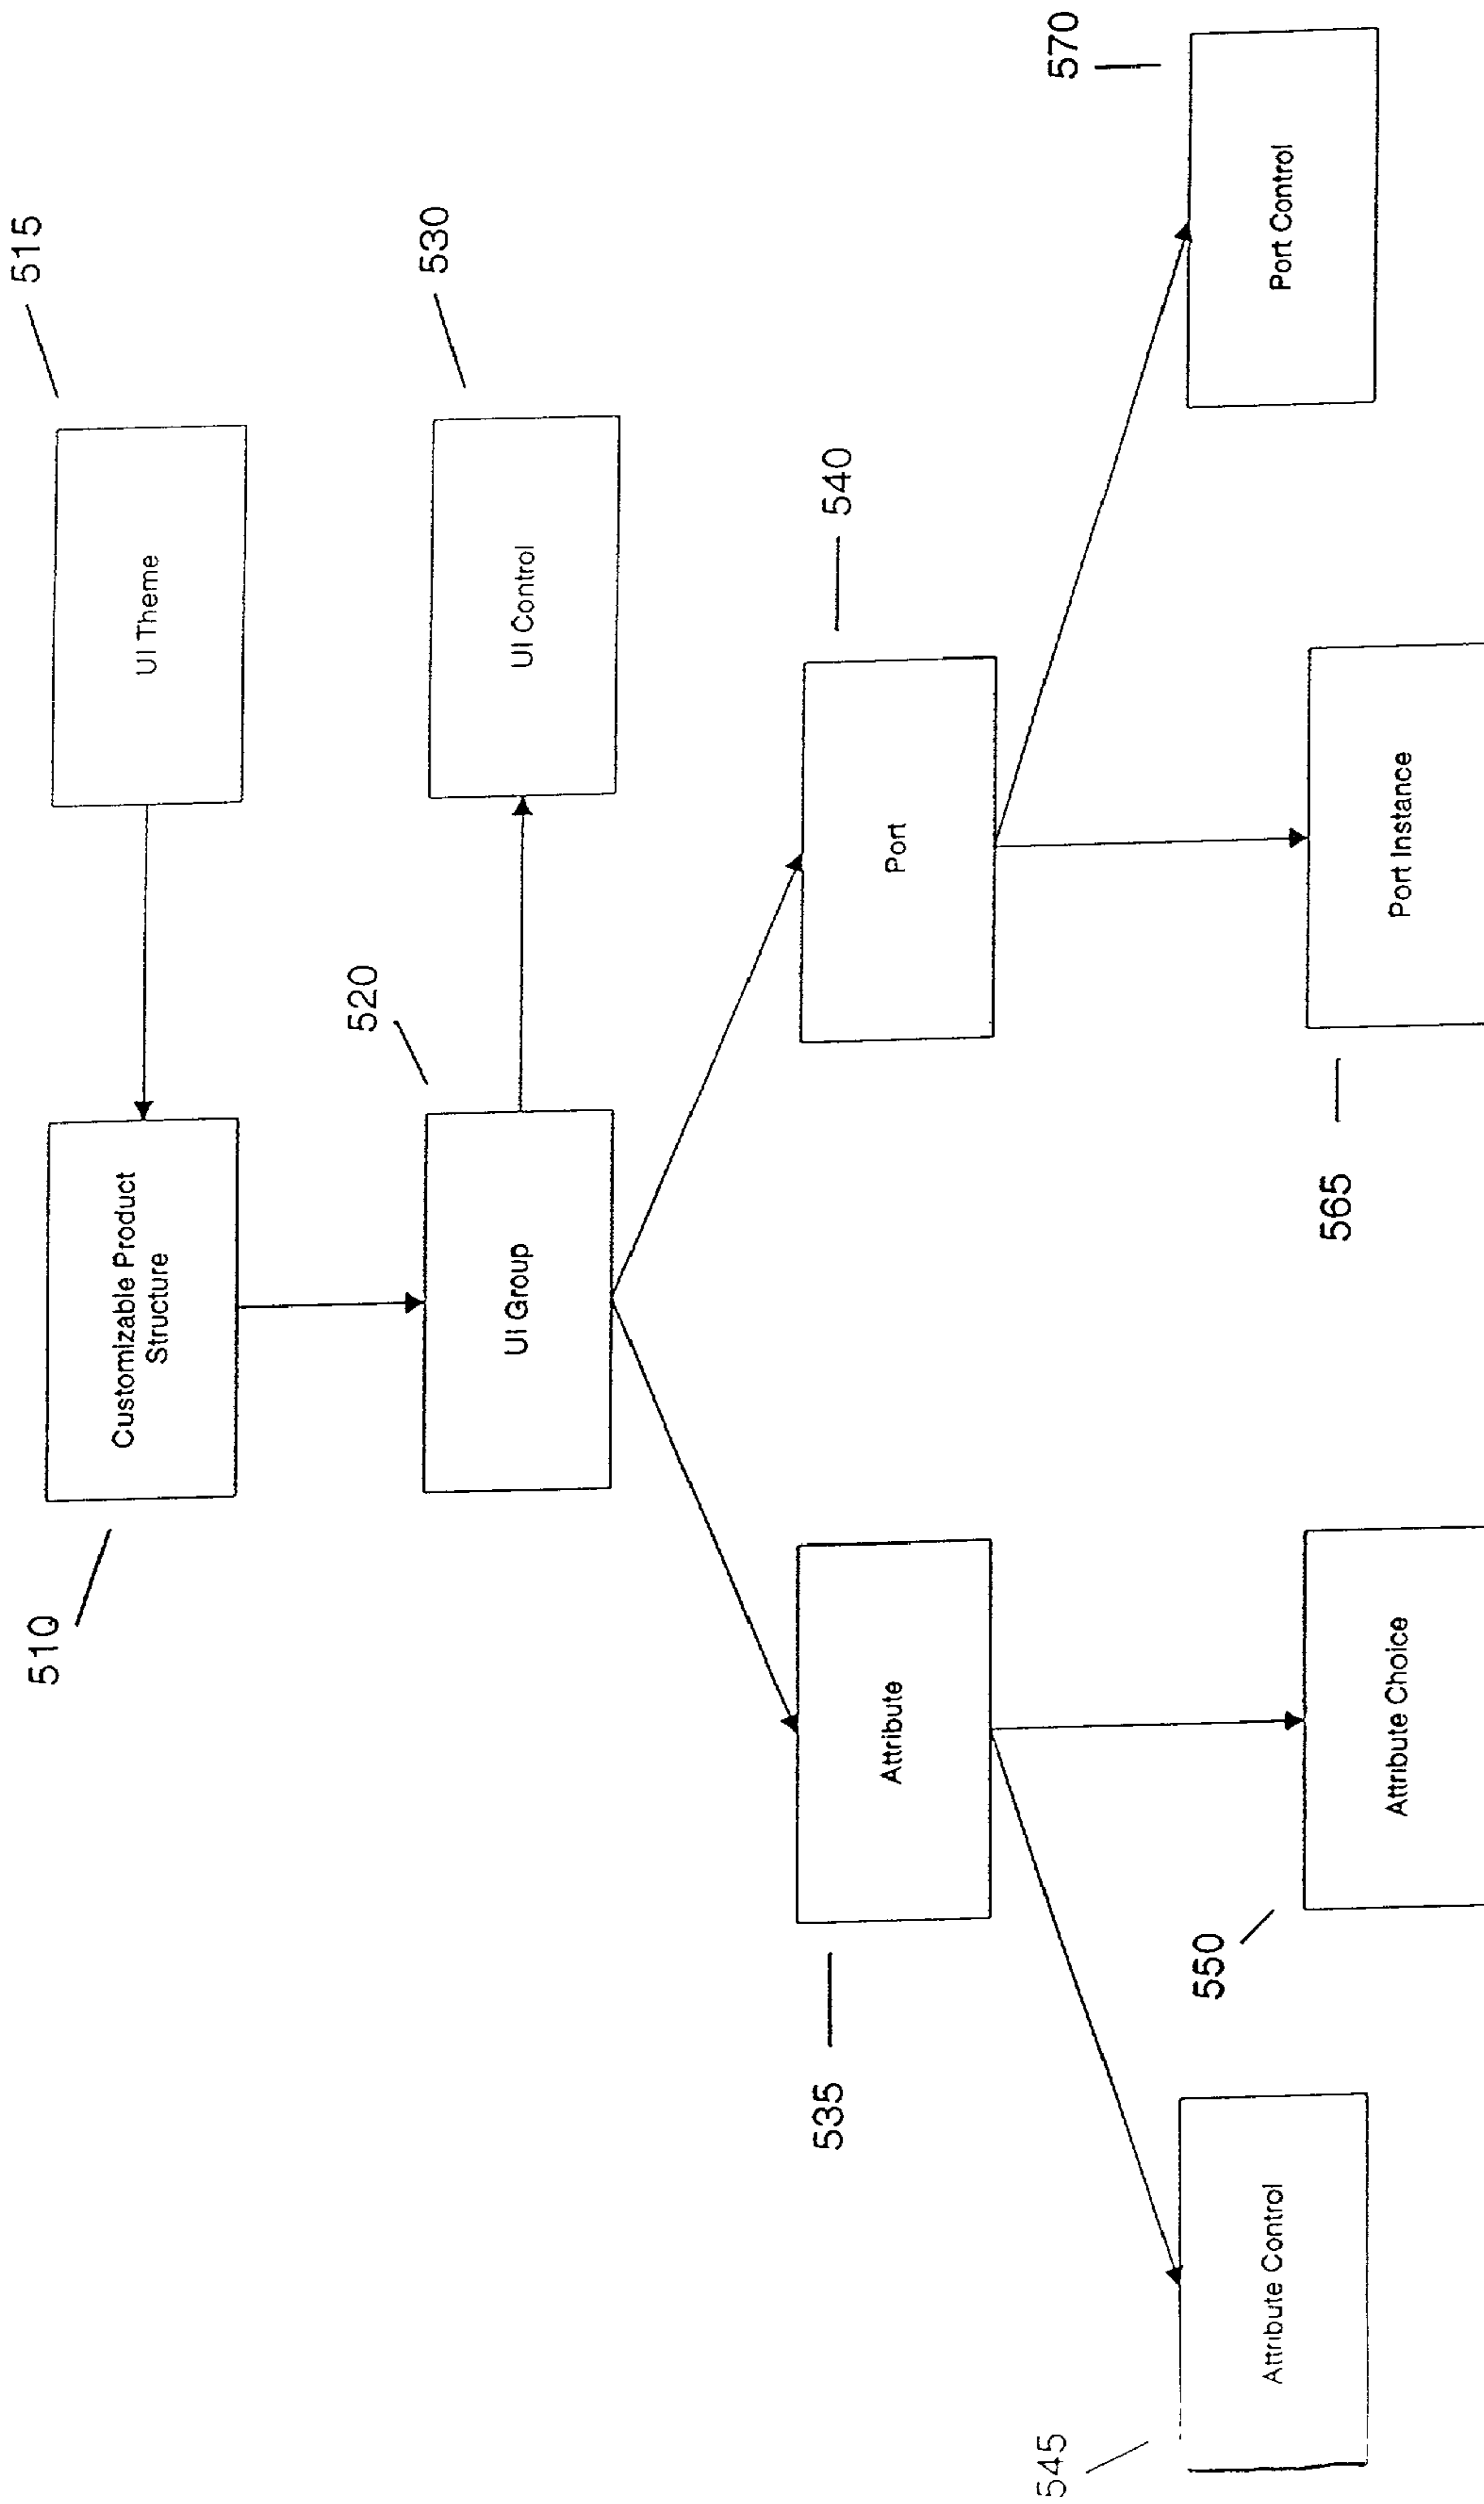 510
Customizable Product
Structure
UI Theme
515
520
UI Group
UI Control
530
535
Attribute
Port
540
545
Attribute Control
550
Attribute Choice
565
Port Instance
Port Control
570